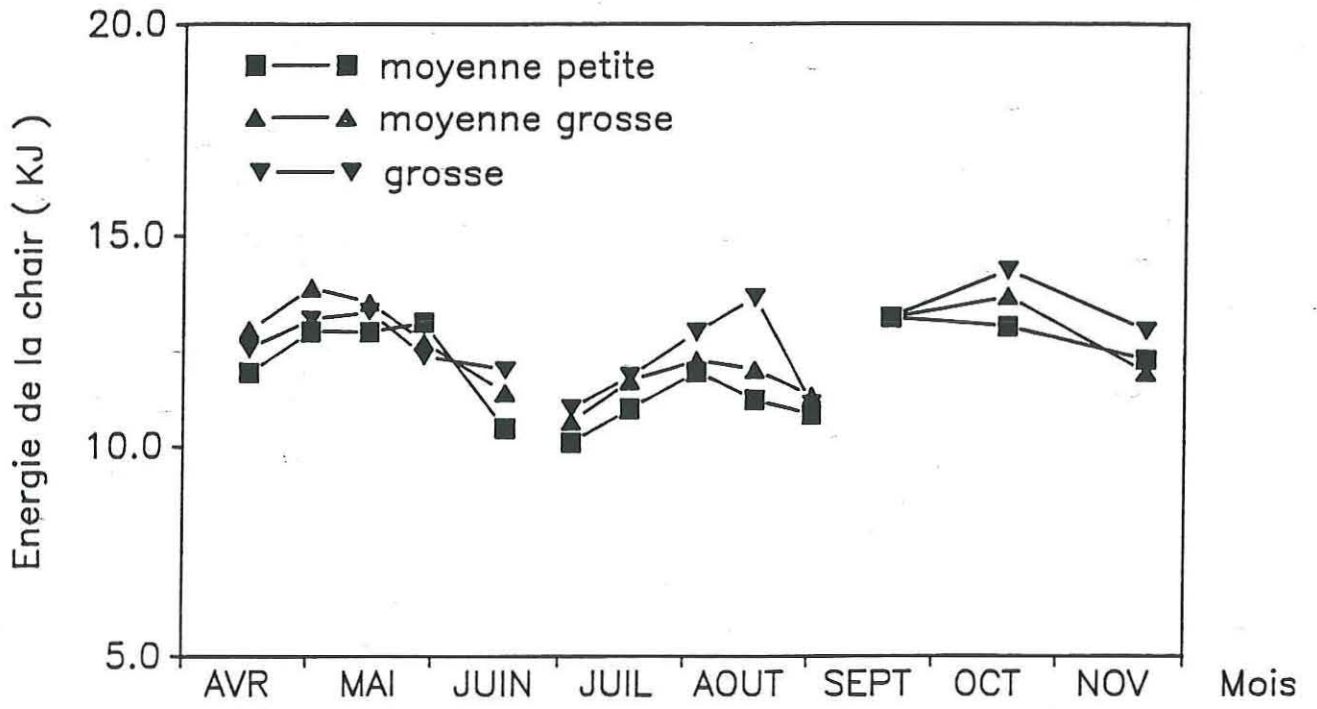 20.0
moyenne petite
moyenne grosse
grosse
15.0
10.0
5.0
Energie de la chair ( KJ )
AVR MAI JUIN JUIL AOUT SEPT OCT NOV Mois